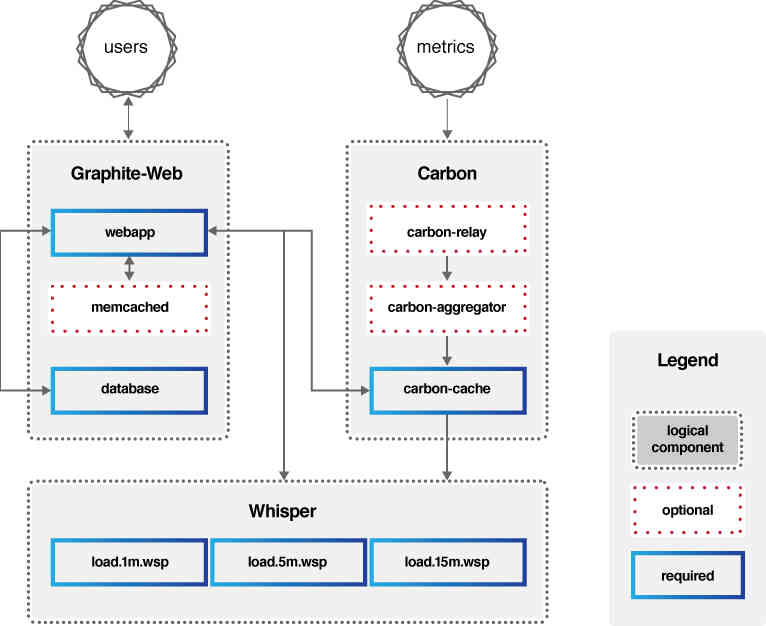 users
metrics
Graphite-Web
Carbon
webapp
carbon-relay
memcached
carbon-aggregator
database
carbon-cache
Whisper
load.1m.wsp
load.5m.wsp
load.15m.wsp
Legend
logical
component
optional
required